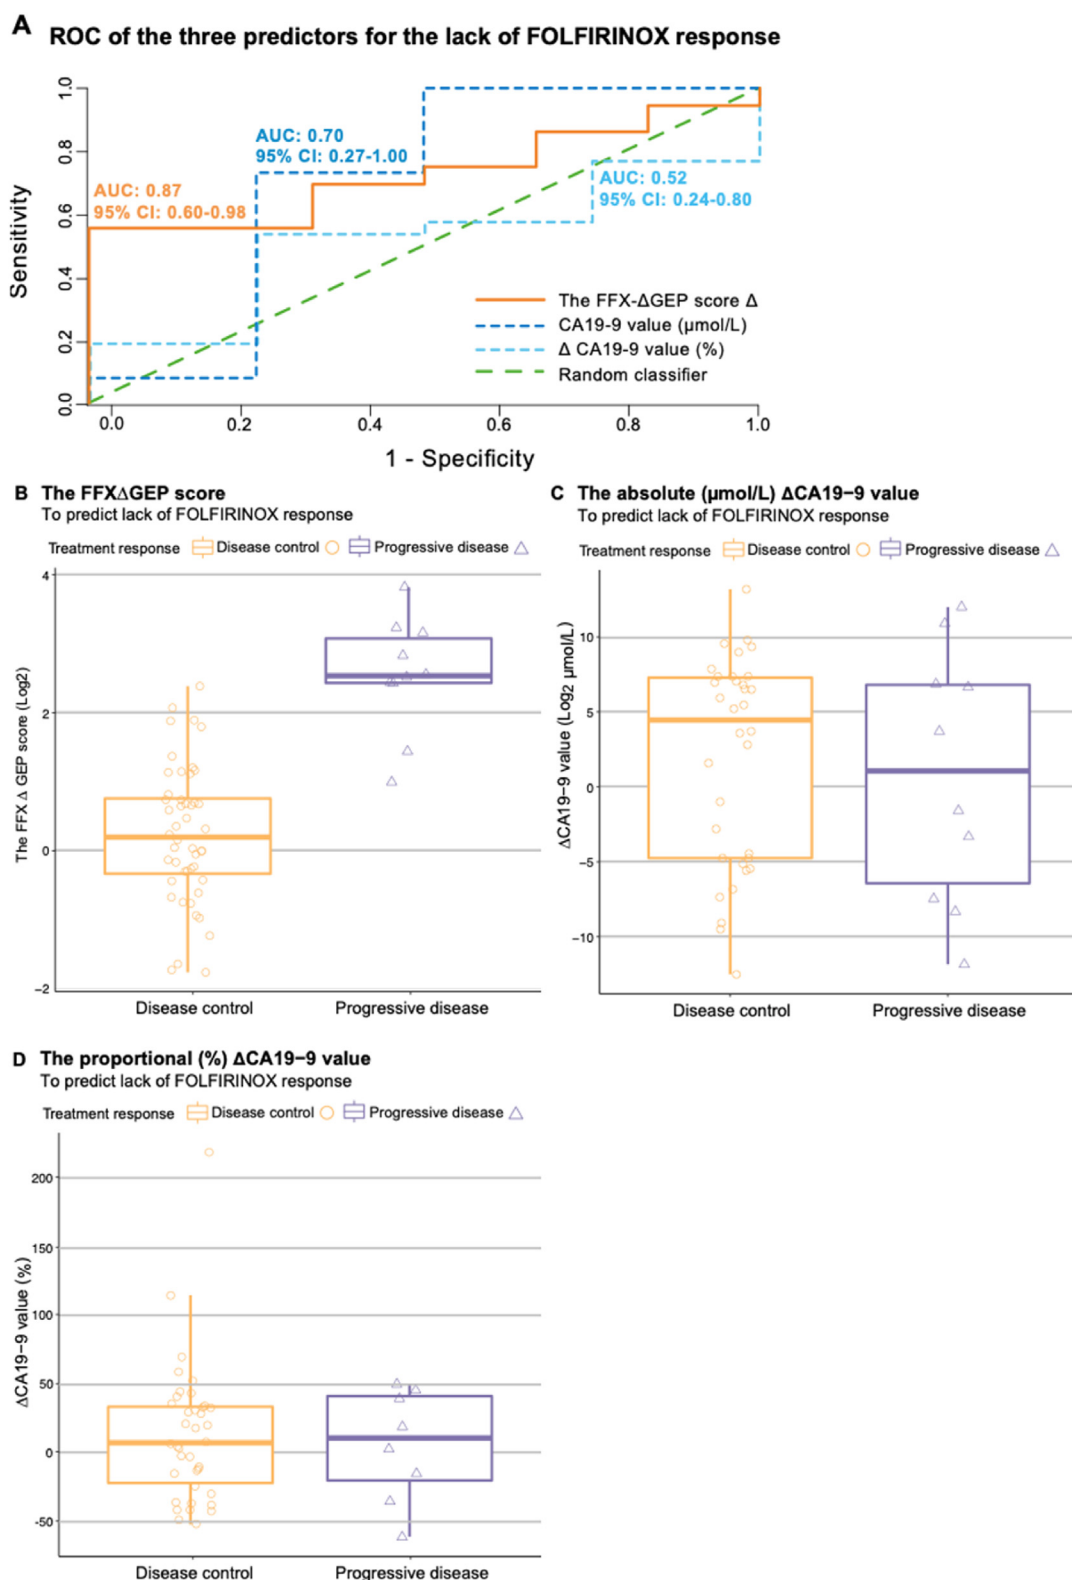 A ROC of the three predictors for the lack of FOLFIRINOX response
1.0
AUC: 0.70
95% CI: 0.27-1.00
0.8
AUC: 0.87
95% CI: 0.60-0.98
AUC: 0.52
95% CI: 0.24-0.80
0.6
Sensitivity
0.4
The FFX-ΔGEP score Δ
CA19-9 value (µmol/L)
Δ CA19-9 value (%)
Random classifier
0.2
0.0
0.0 0.2 0.4 0.6 0.8 1.0
1 - Specificity
B The FFXΔGEP score
To predict lack of FOLFIRINOX response
Treatment response Disease control Progressive disease
4
2
0
−2
The FFX Δ GEP score (Log2)
Disease control Progressive disease
C The absolute (µmol/L) ΔCA19−9 value
To predict lack of FOLFIRINOX response
Treatment response Disease control Progressive disease
10
5
0
−5
−10
ΔCA19−9 value (Log2 µmol/L)
Disease control Progressive disease
D The proportional (%) ΔCA19−9 value
To predict lack of FOLFIRINOX response
Treatment response Disease control Progressive disease
200
150
100
50
0
-50
ΔCA19−9 value (%)
Disease control Progressive disease